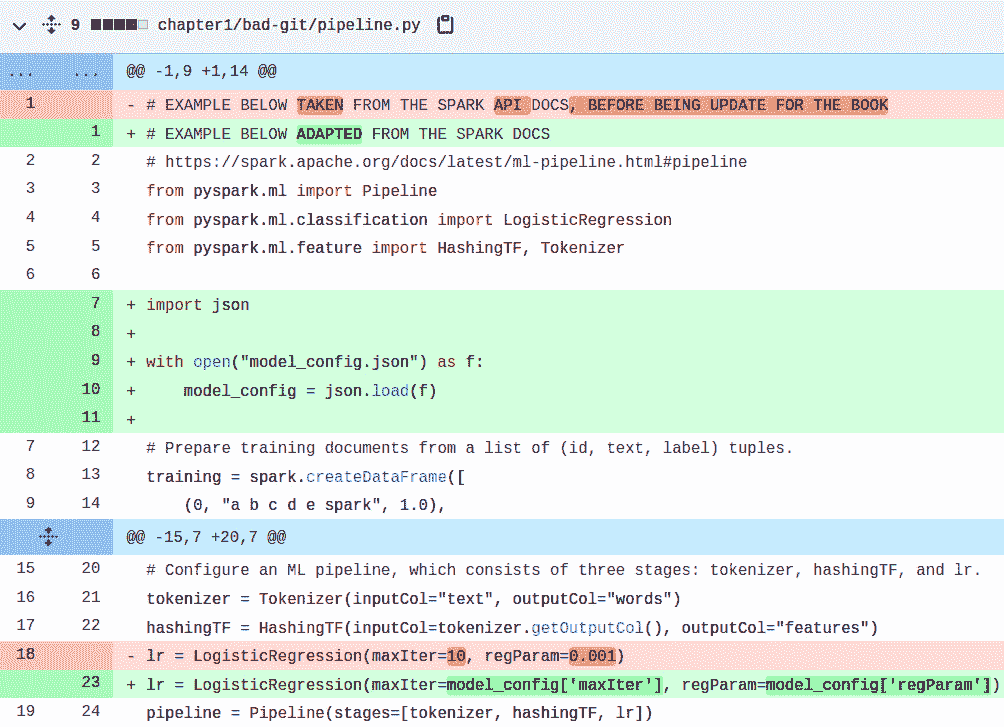 9 chapter1/bad-git/pipeline.py
... ... @@ -1,9 +1,14 @@
1 - # EXAMPLE BELOW TAKEN FROM THE SPARK API DOCS, BEFORE BEING UPDATE FOR THE BOOK
1 + # EXAMPLE BELOW ADAPTED FROM THE SPARK DOCS
2 2 # https://spark.apache.org/docs/latest/ml-pipeline.html#pipeline
3 3 from pyspark.ml import Pipeline
4 4 from pyspark.ml.classification import LogisticRegression
5 5 from pyspark.ml.feature import HashingTF, Tokenizer
6 6
7 + import json
8 +
9 + with open("model_config.json") as f:
10 +     model_config = json.load(f)
11 +
7 12 # Prepare training documents from a list of (id, text, label) tuples.
8 13 training = spark.createDataFrame([
9 14     (0, "a b c d e spark", 1.0),
@@ -15,7 +20,7 @@
15 20 # Configure an ML pipeline, which consists of three stages: tokenizer, hashingTF, and lr.
16 21 tokenizer = Tokenizer(inputCol="text", outputCol="words")
17 22 hashingTF = HashingTF(inputCol=tokenizer.getOutputCol(), outputCol="features")
18 - lr = LogisticRegression(maxIter=10, regParam=0.001)
23 + lr = LogisticRegression(maxIter=model_config['maxIter'], regParam=model_config['regParam'])
19 24 pipeline = Pipeline(stages=[tokenizer, hashingTF, lr])